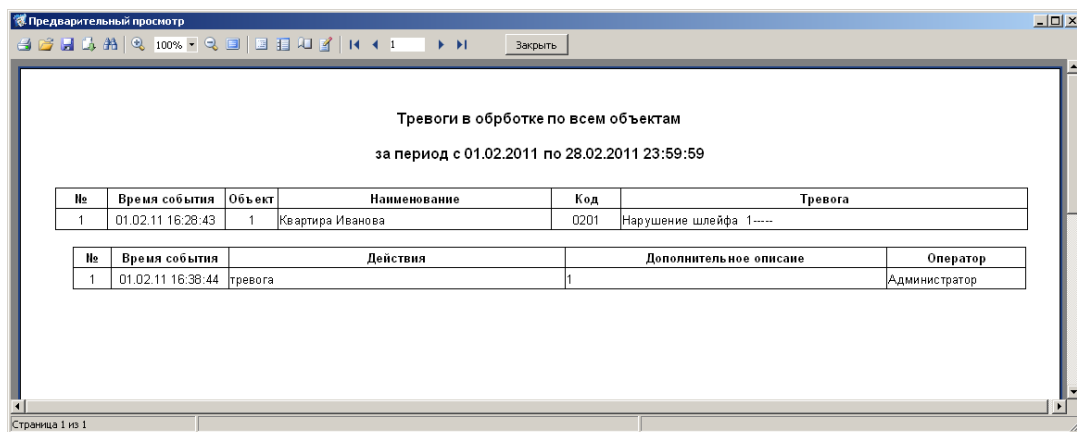 Предварительный просмотр
100% 1 Закрыть
Тревоги в обрботке по всем объектам
за период с 01.02.2011 по 28.02.2011 23:59:59
№ Время события Объект Наименование Код Тревога
1 01.02.11 16:28:43 1 Квартира Иванова 0201 Нарушение шлейфа 1-----
№ Время события Действия Дополнительное описаие Оператор
1 01.02.11 16:38:44 тревога 1 Администратор
Страница 1 из 1